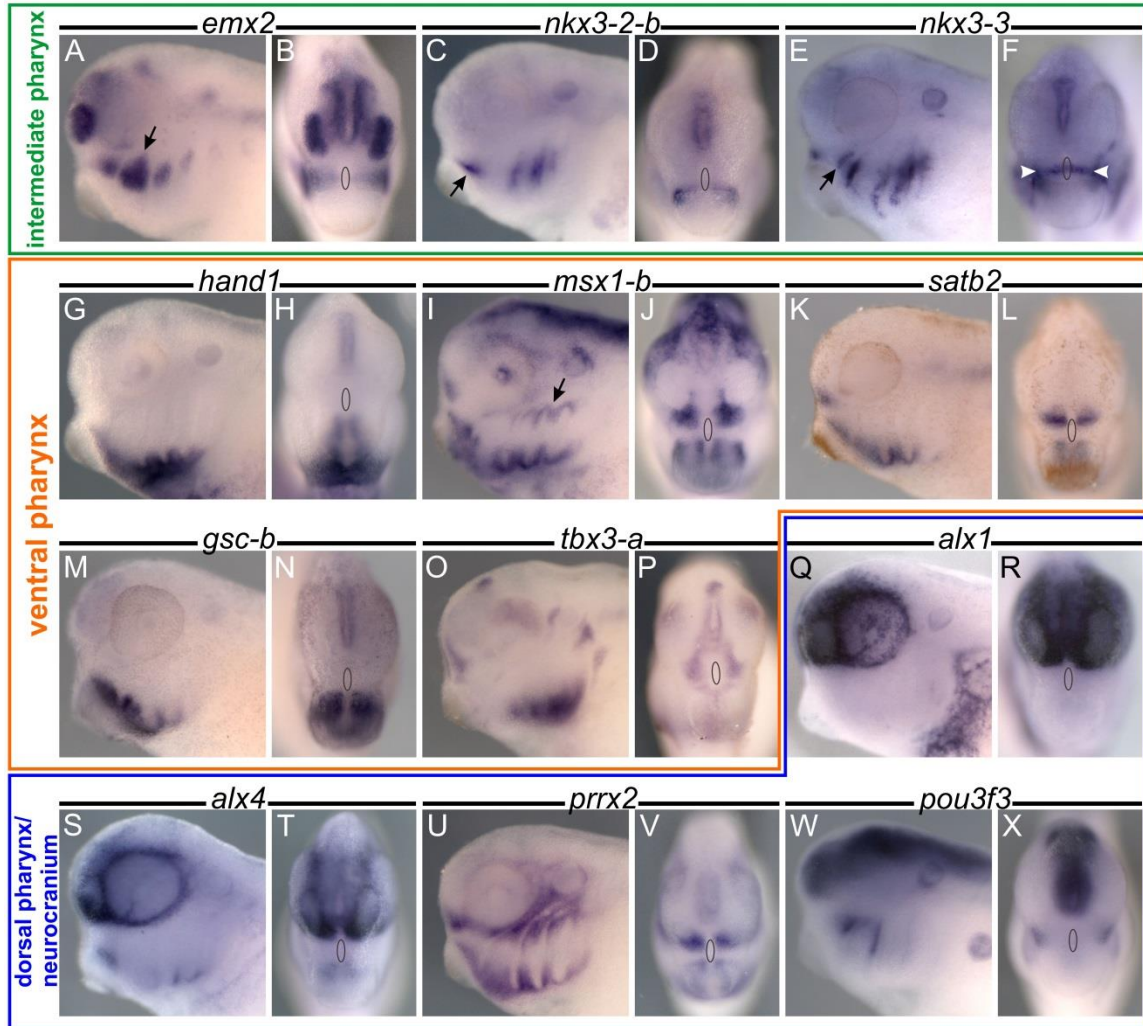 intermediate pharynx
emx2 nkx3-2-b nkx3-3
A B C D E F
ventral pharynx
hand1 msx1-b satb2
G H I J K L
gsc-b tbx3-a alx1
M N O P Q R
dorsal pharynx/
neurocranium
alx4 prrx2 pou3f3
S T U V W X